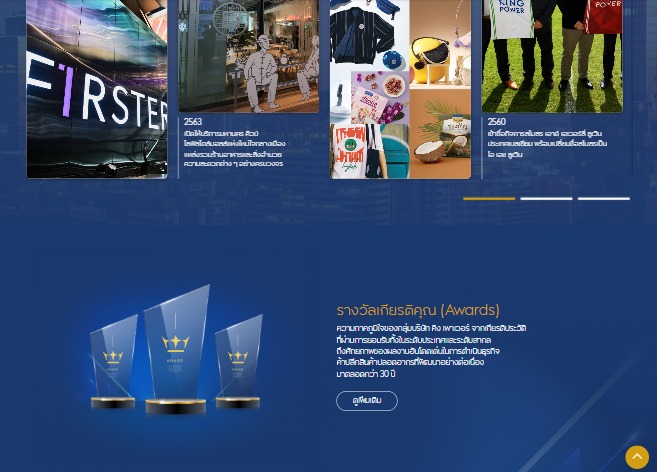 FIRSTER
KING
POWER
POWER
2563
เปิดให้บริการมหานคร คิวบ์
ไลฟ์สไตล์มอลล์แห่งใหม่ใจกลางเมือง
แหล่งรวมร้านอาหารและสิ่งอำนวย
ความสะดวกต่าง ๆ อย่างครบวงจร
2560
เข้าซื้อกิจการสโมสร เอาด์ เฮเวอร์ลี ลูเวิน
ประเทศเบลเยียม พร้อมเปลี่ยนชื่อสโมสรเป็น
โอ เอช ลูเวิน
AWARD
รางวัลเกียรติคุณ (Awards)
ความภาคภูมิใจของกลุ่มบริษัท คิง เพาเวอร์ จากเกียรติประวัติ
ที่ผ่านการยอมรับทั้งในระดับประเทศและระดับสากล
ถึงศักยภาพของผลงานอันโดดเด่นในการดำเนินธุรกิจ
ค้าปลีกสินค้าปลอดอากรที่พัฒนาอย่างต่อเนื่อง
มาตลอดกว่า 30 ปี
ดูเพิ่มเติม